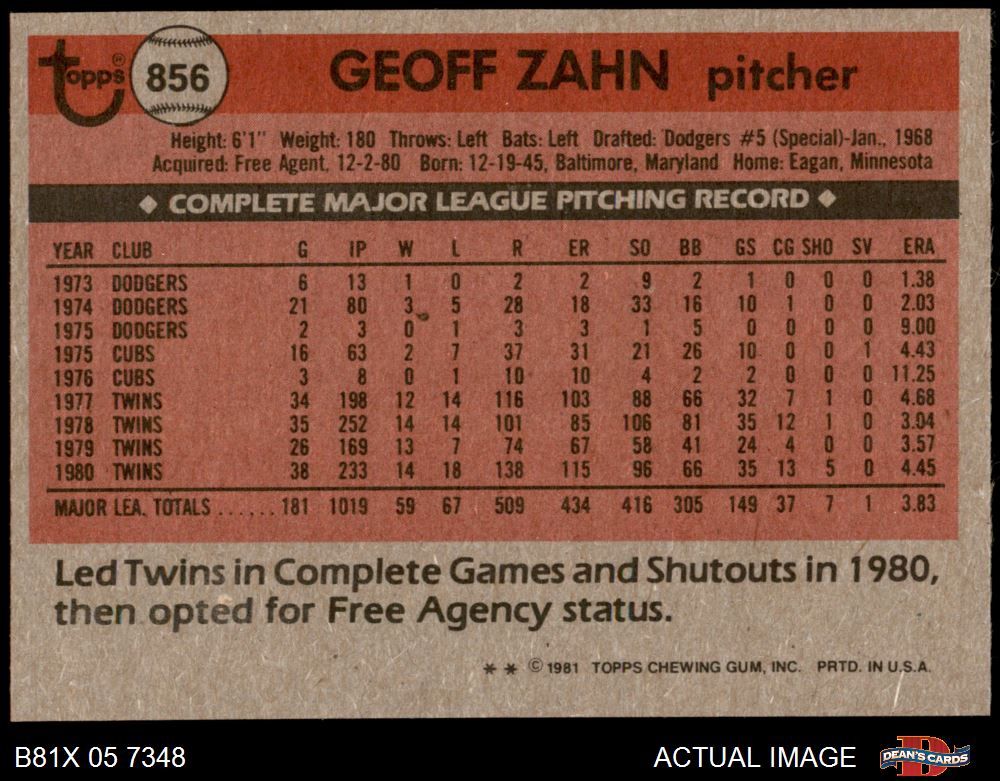 Topps® 856 GEOFF ZAHN pitcher
Height: 6'1" Weight: 180 Throws: Left Bats: Left Drafted: Dodgers #5 (Special)-Jan., 1968
Acquired: Free Agent, 12-2-80 Born: 12-19-45, Baltimore, Maryland Home: Eagan, Minnesota
◆ COMPLETE MAJOR LEAGUE PITCHING RECORD ◆
YEAR CLUB G IP W L R ER SO BB GS CG SHO SV ERA
1973 DODGERS 6 13 1 0 2 2 9 2 1 0 0 0 1.38
1974 DODGERS 21 80 3 5 28 18 33 16 10 1 0 0 2.03
1975 DODGERS 2 3 0 1 3 3 1 5 0 0 0 0 9.00
1975 CUBS 16 63 2 7 37 31 21 26 10 0 0 1 4.43
1976 CUBS 3 8 0 1 10 10 4 2 2 0 0 0 11.25
1977 TWINS 34 198 12 14 116 103 88 66 32 7 1 0 4.68
1978 TWINS 35 252 14 14 101 85 106 81 35 12 1 0 3.04
1979 TWINS 26 169 13 7 74 67 58 41 24 4 0 0 3.57
1980 TWINS 38 233 14 18 138 115 96 66 35 13 5 0 4.45
MAJOR LEA. TOTALS ...... 181 1019 59 67 509 434 416 305 149 37 7 1 3.83
Led Twins in Complete Games and Shutouts in 1980,
then opted for Free Agency status.
* * © 1981 TOPPS CHEWING GUM, INC. PRTD. IN U.S.A.
B81X 05 7348 ACTUAL IMAGE DEAN'S CARDS